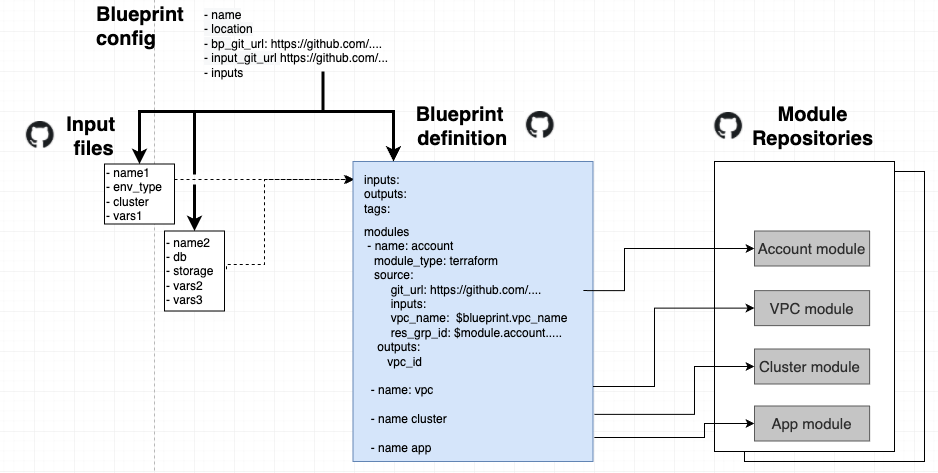 Blueprint
config
- name
- location
- bp_git_url: https://github.com/....
- input_git_url https://github.com/...
- inputs
Input
files
- name1
- env_type
- cluster
- vars1
- name2
- db
- storage
- vars2
- vars3
Blueprint
definition
inputs:
outputs:
tags:
modules
- name: account
module_type: terraform
source:
git_url: https://github.com/....
inputs:
vpc_name: $blueprint.vpc_name
res_grp_id: $module.account.....
outputs:
vpc_id
- name: vpc
- name cluster
- name app
Module
Repositories
Account module
VPC module
Cluster module
App module